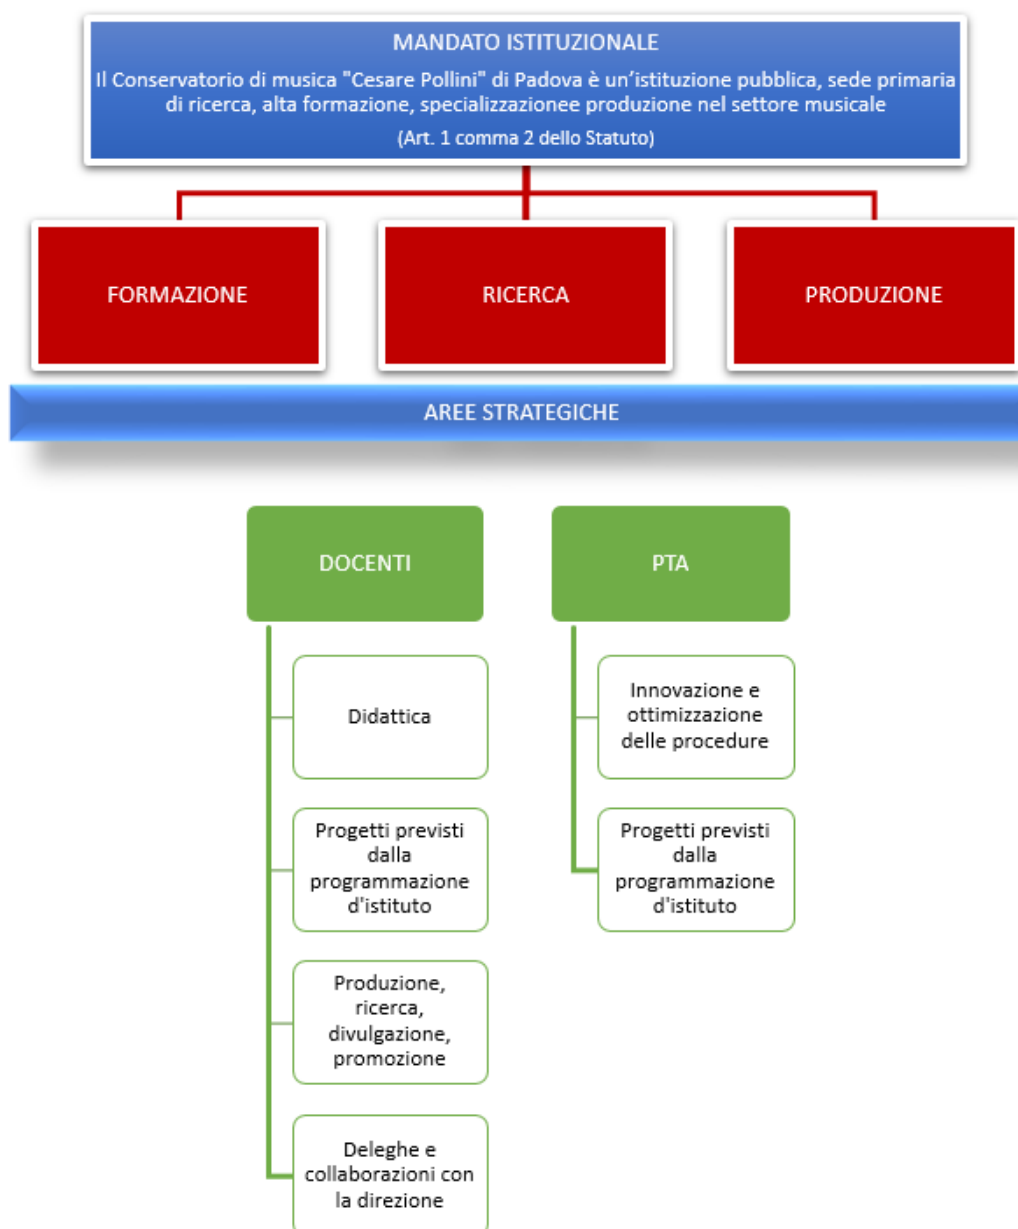 MANDATO ISTITUZIONALE
Il Conservatorio di musica "Cesare Pollini" di Padova è un'istituzione pubblica, sede primaria
di ricerca, alta formazione, specializzazionee produzione nel settore musicale
(Art. 1 comma 2 dello Statuto)
FORMAZIONE
RICERCA
PRODUZIONE
AREE STRATEGICHE
DOCENTI
Didattica
Progetti previsti
dalla
programmazione
d'istituto
Produzione,
ricerca,
divulgazione,
promozione
Deleghe e
collaborazioni con
la direzione
PTA
Innovazione e
ottimizzazione
delle procedure
Progetti previsti
dalla
programmazione
d'istituto